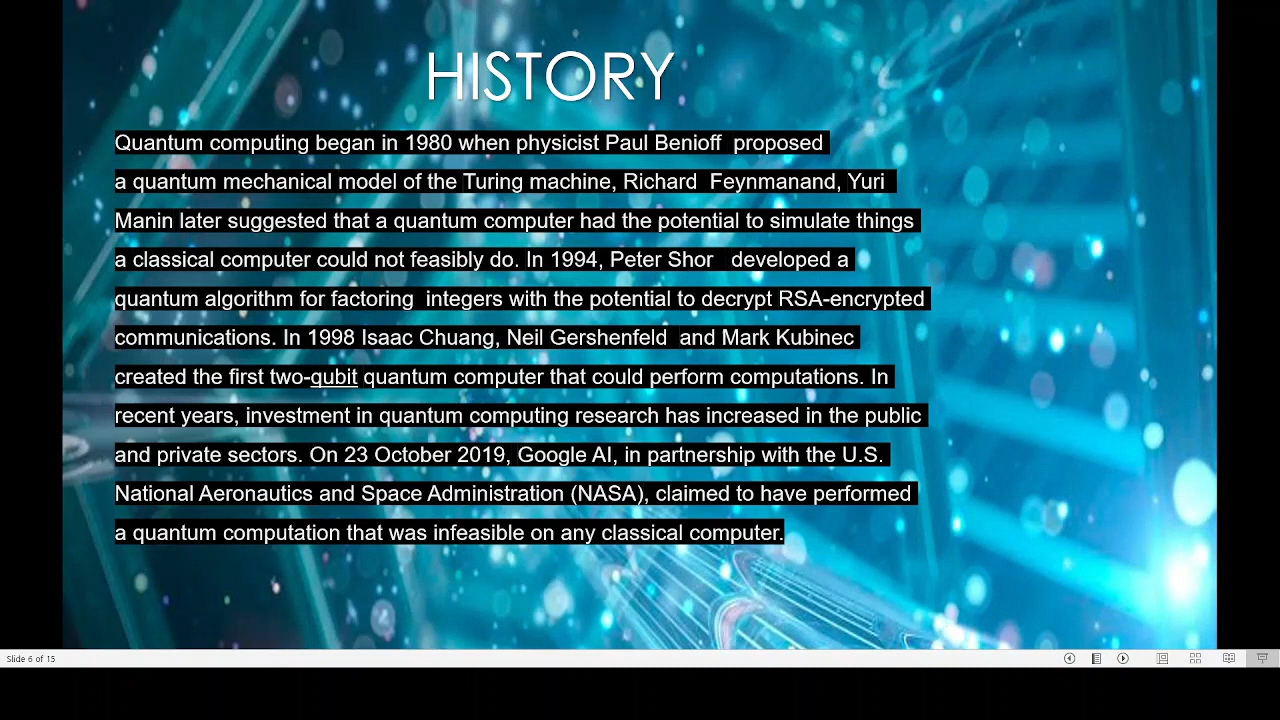 HISTORY
Quantum computing began in 1980 when physicist Paul Benioff  proposed
a quantum mechanical model of the Turing machine, Richard  Feynmanand, Yuri
Manin later suggested that a quantum computer had the potential to simulate things
a classical computer could not feasibly do. In 1994, Peter Shor   developed a
quantum algorithm for factoring  integers with the potential to decrypt RSA-encrypted
communications. In 1998 Isaac Chuang, Neil Gershenfeld  and Mark Kubinec
created the first two-qubit quantum computer that could perform computations. In
recent years, investment in quantum computing research has increased in the public
and private sectors. On 23 October 2019, Google AI, in partnership with the U.S.
National Aeronautics and Space Administration (NASA), claimed to have performed
a quantum computation that was infeasible on any classical computer.
Slide 6 of 15